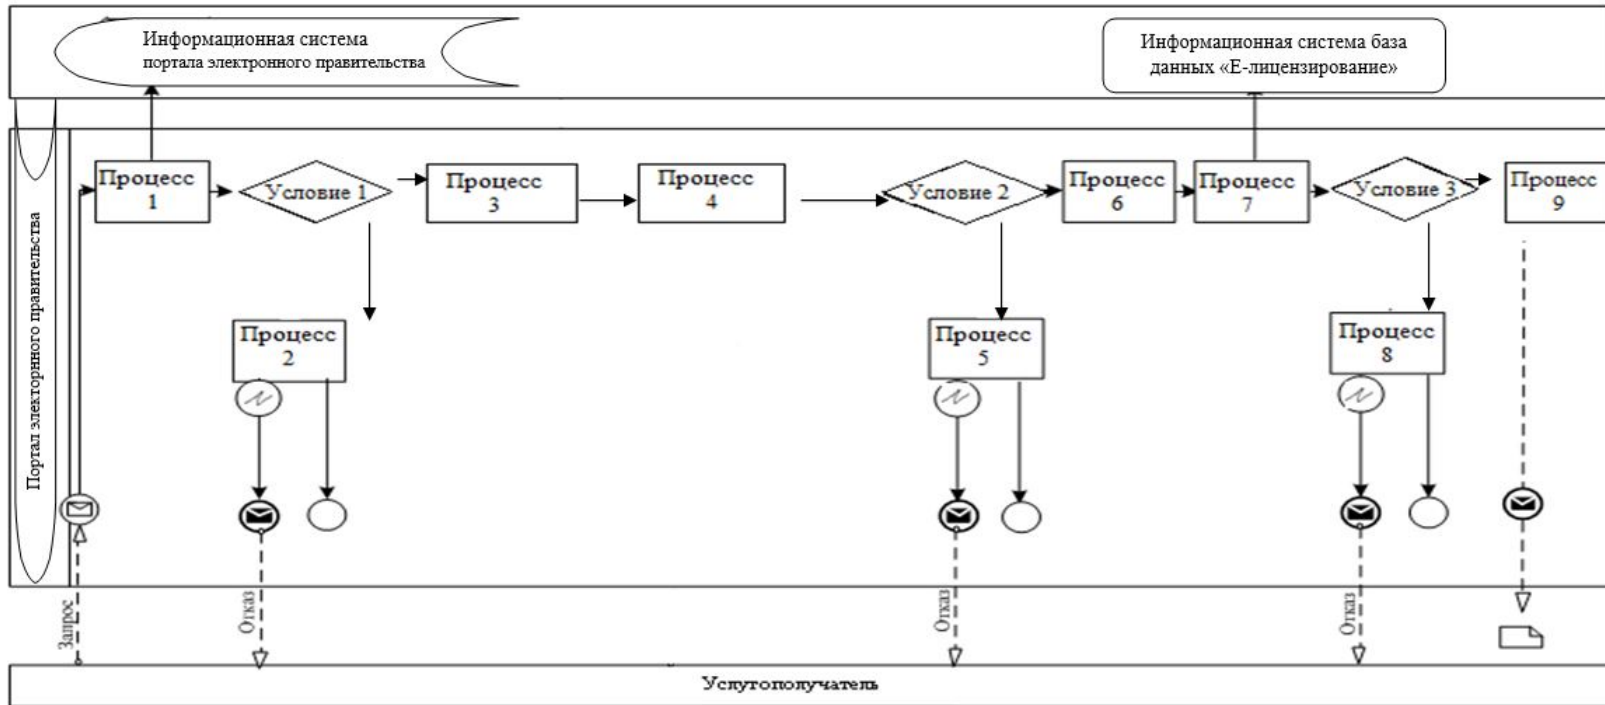 Информационная система
портала электронного правительства
Информационная система база
данных «Е-лицензирование»
Портал электорнного правительства
Процесс
1
Условие 1
Процесс
3
Процесс
4
Условие 2
Процесс
6
Процесс
7
Условие 3
Процесс
9
Процесс
2
Процесс
5
Процесс
8
Запрос
Отказ
Отказ
Отказ
Услугополучатель